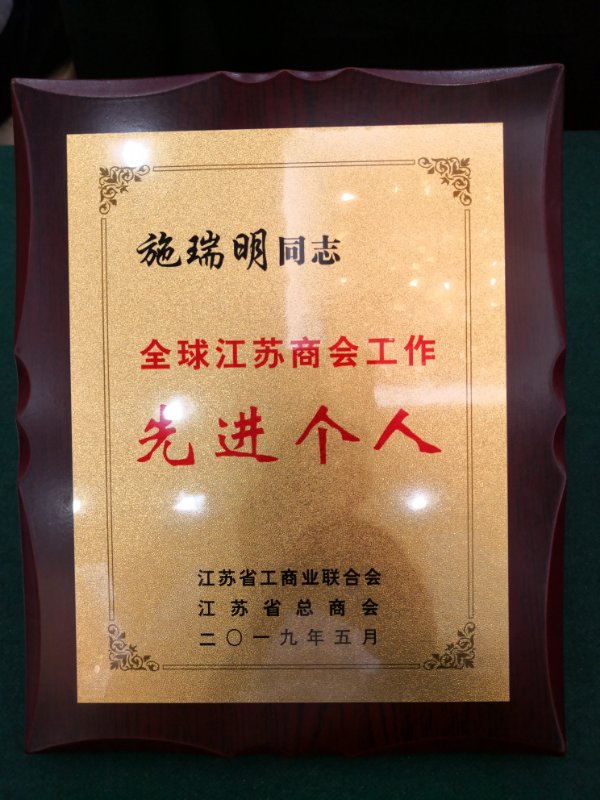 施瑞明同志
全球江苏商会工作
先进个人
江苏省工商业联合会
江苏省总商会
二〇一九年五月